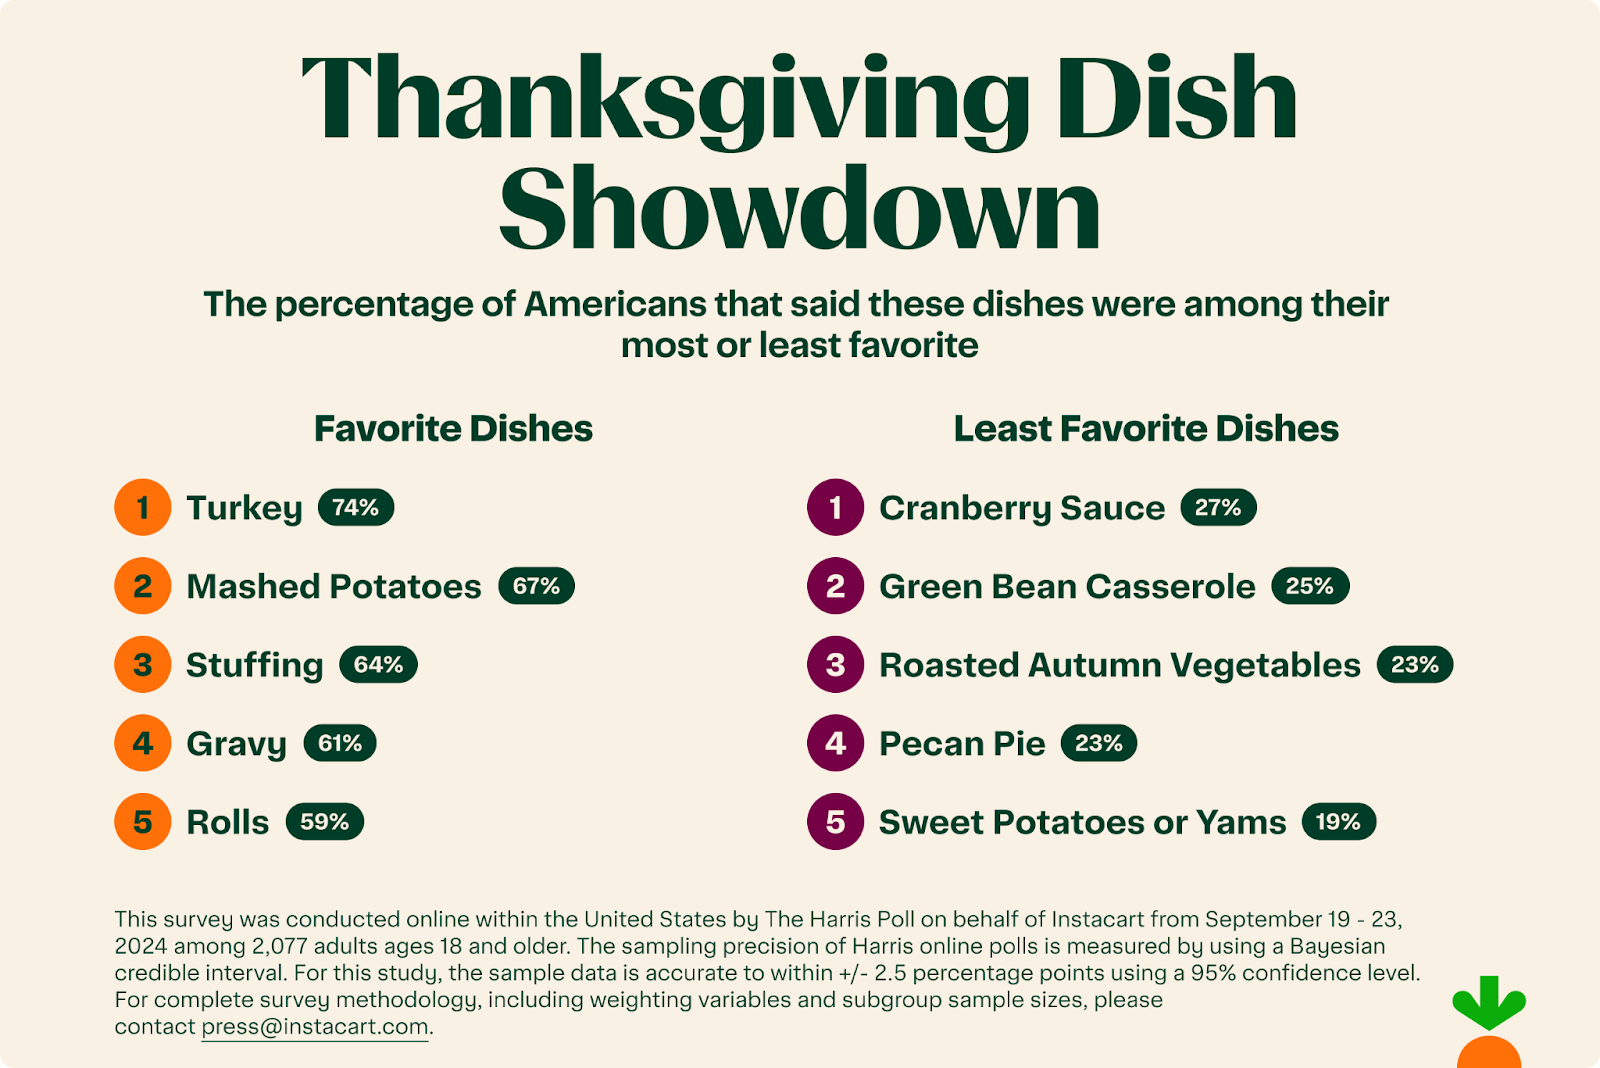 Thanksgiving Dish
Showdown
The percentage of Americans that said these dishes were among their
most or least favorite
Favorite Dishes
1 Turkey 74%
2 Mashed Potatoes 67%
3 Stuffing 64%
4 Gravy 61%
5 Rolls 59%
Least Favorite Dishes
1 Cranberry Sauce 27%
2 Green Bean Casserole 25%
3 Roasted Autumn Vegetables 23%
4 Pecan Pie 23%
5 Sweet Potatoes or Yams 19%
This survey was conducted online within the United States by The Harris Poll on behalf of Instacart from September 19 - 23,
2024 among 2,077 adults ages 18 and older. The sampling precision of Harris online polls is measured by using a Bayesian
credible interval. For this study, the sample data is accurate to within +/- 2.5 percentage points using a 95% confidence level.
For complete survey methodology, including weighting variables and subgroup sample sizes, please
contact press@instacart.com.